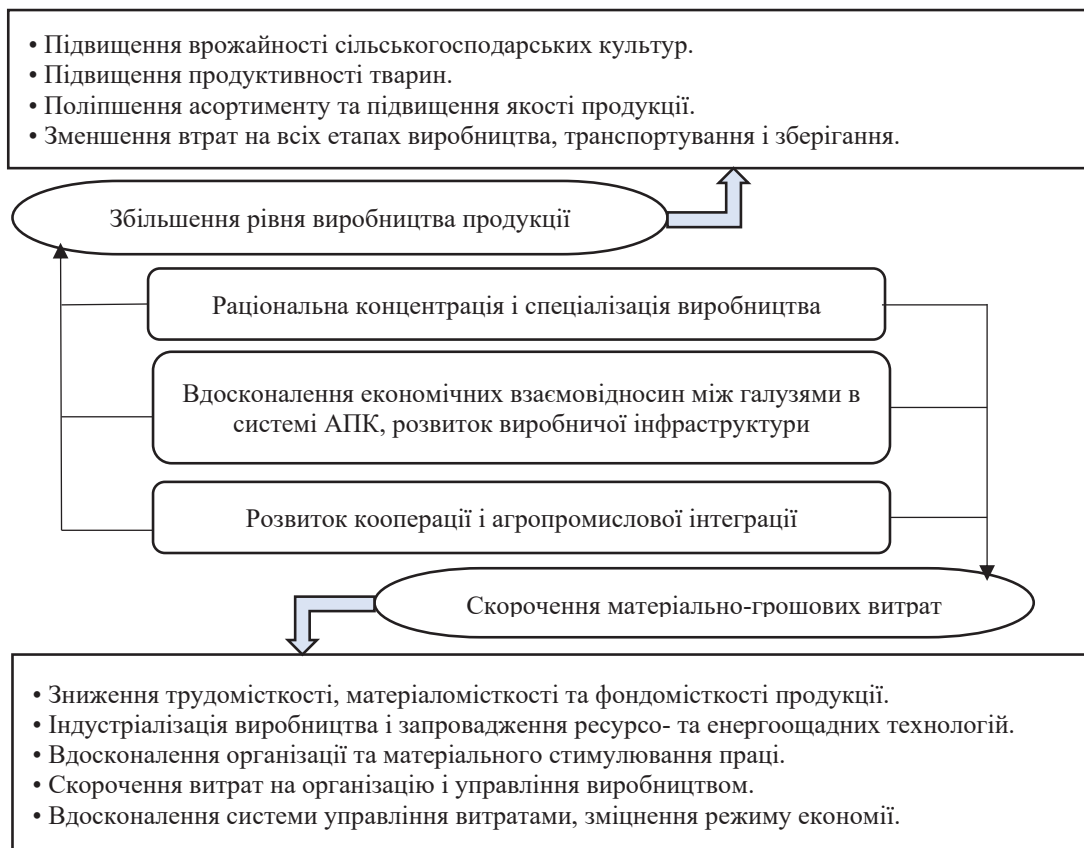 • Підвищення врожайності сільськогосподарських культур.
• Підвищення продуктивності тварин.
• Поліпшення асортименту та підвищення якості продукції.
• Зменшення втрат на всіх етапах виробництва, транспортування і зберігання.
Збільшення рівня виробництва продукції
Раціональна концентрація і спеціалізація виробництва
Вдосконалення економічних взаємовідносин між галузями в
системі АПК, розвиток виробничої інфраструктури
Розвиток кооперації і агропромислової інтеграції
Скорочення матеріально-грошових витрат
• Зниження трудомісткості, матеріаломісткості та фондомісткості продукції.
• Індустріалізація виробництва і запровадження ресурсо- та енергоощадних технологій.
• Вдосконалення організації та матеріального стимулювання праці.
• Скорочення витрат на організацію і управління виробництвом.
• Вдосконалення системи управління витратами, зміцнення режиму економії.